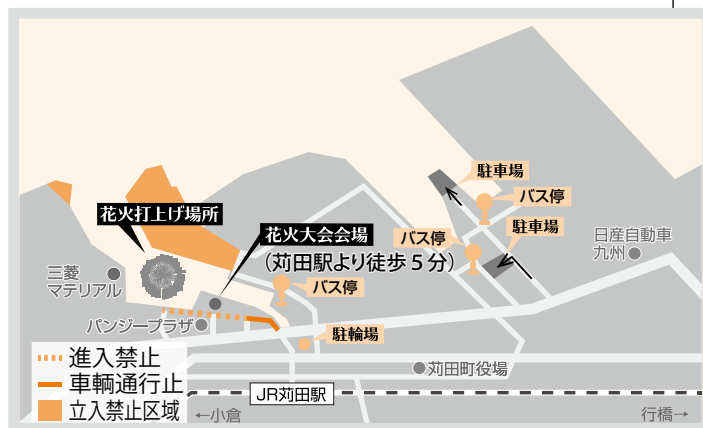 駐車場
バス停
花火打上げ場所
駐車場
花火大会会場
バス停
日産自動車
九州
(苅田駅より徒歩5分)
三菱
マテリアル
バス停
パンジープラザ
駐輪場
進入禁止
苅田町役場
車輌通行止
JR苅田駅
立入禁止区域
←小倉
行橋→